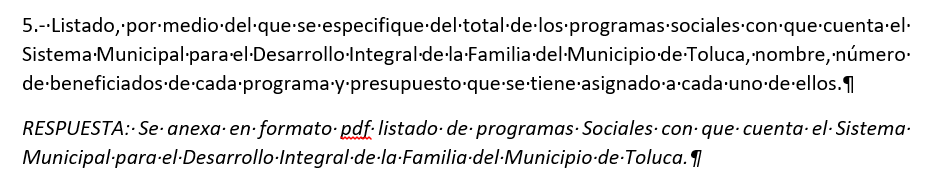 5.- Listado, por medio del que se especifique del total de los programas sociales con que cuenta el
Sistema Municipal para el Desarrollo Integral de la Familia del Municipio de Toluca, nombre, número
de beneficiados de cada programa y presupuesto que se tiene asignado a cada uno de ellos.¶
RESPUESTA: Se anexa en formato pdf listado de programas Sociales con que cuenta el Sistema
Municipal para el Desarrollo Integral de la Familia del Municipio de Toluca.¶